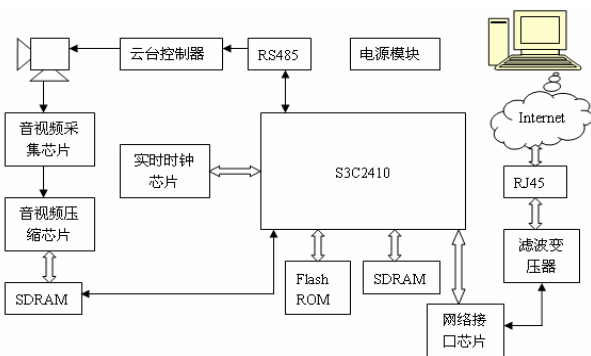 云台控制器
RS485
电源模块
Internet
音视频采
集芯片
实时时钟
芯片
S3C2410
RJ45
音视频压
缩芯片
滤波变
压器
SDRAM
Flash
ROM
SDRAM
网络接
口芯片